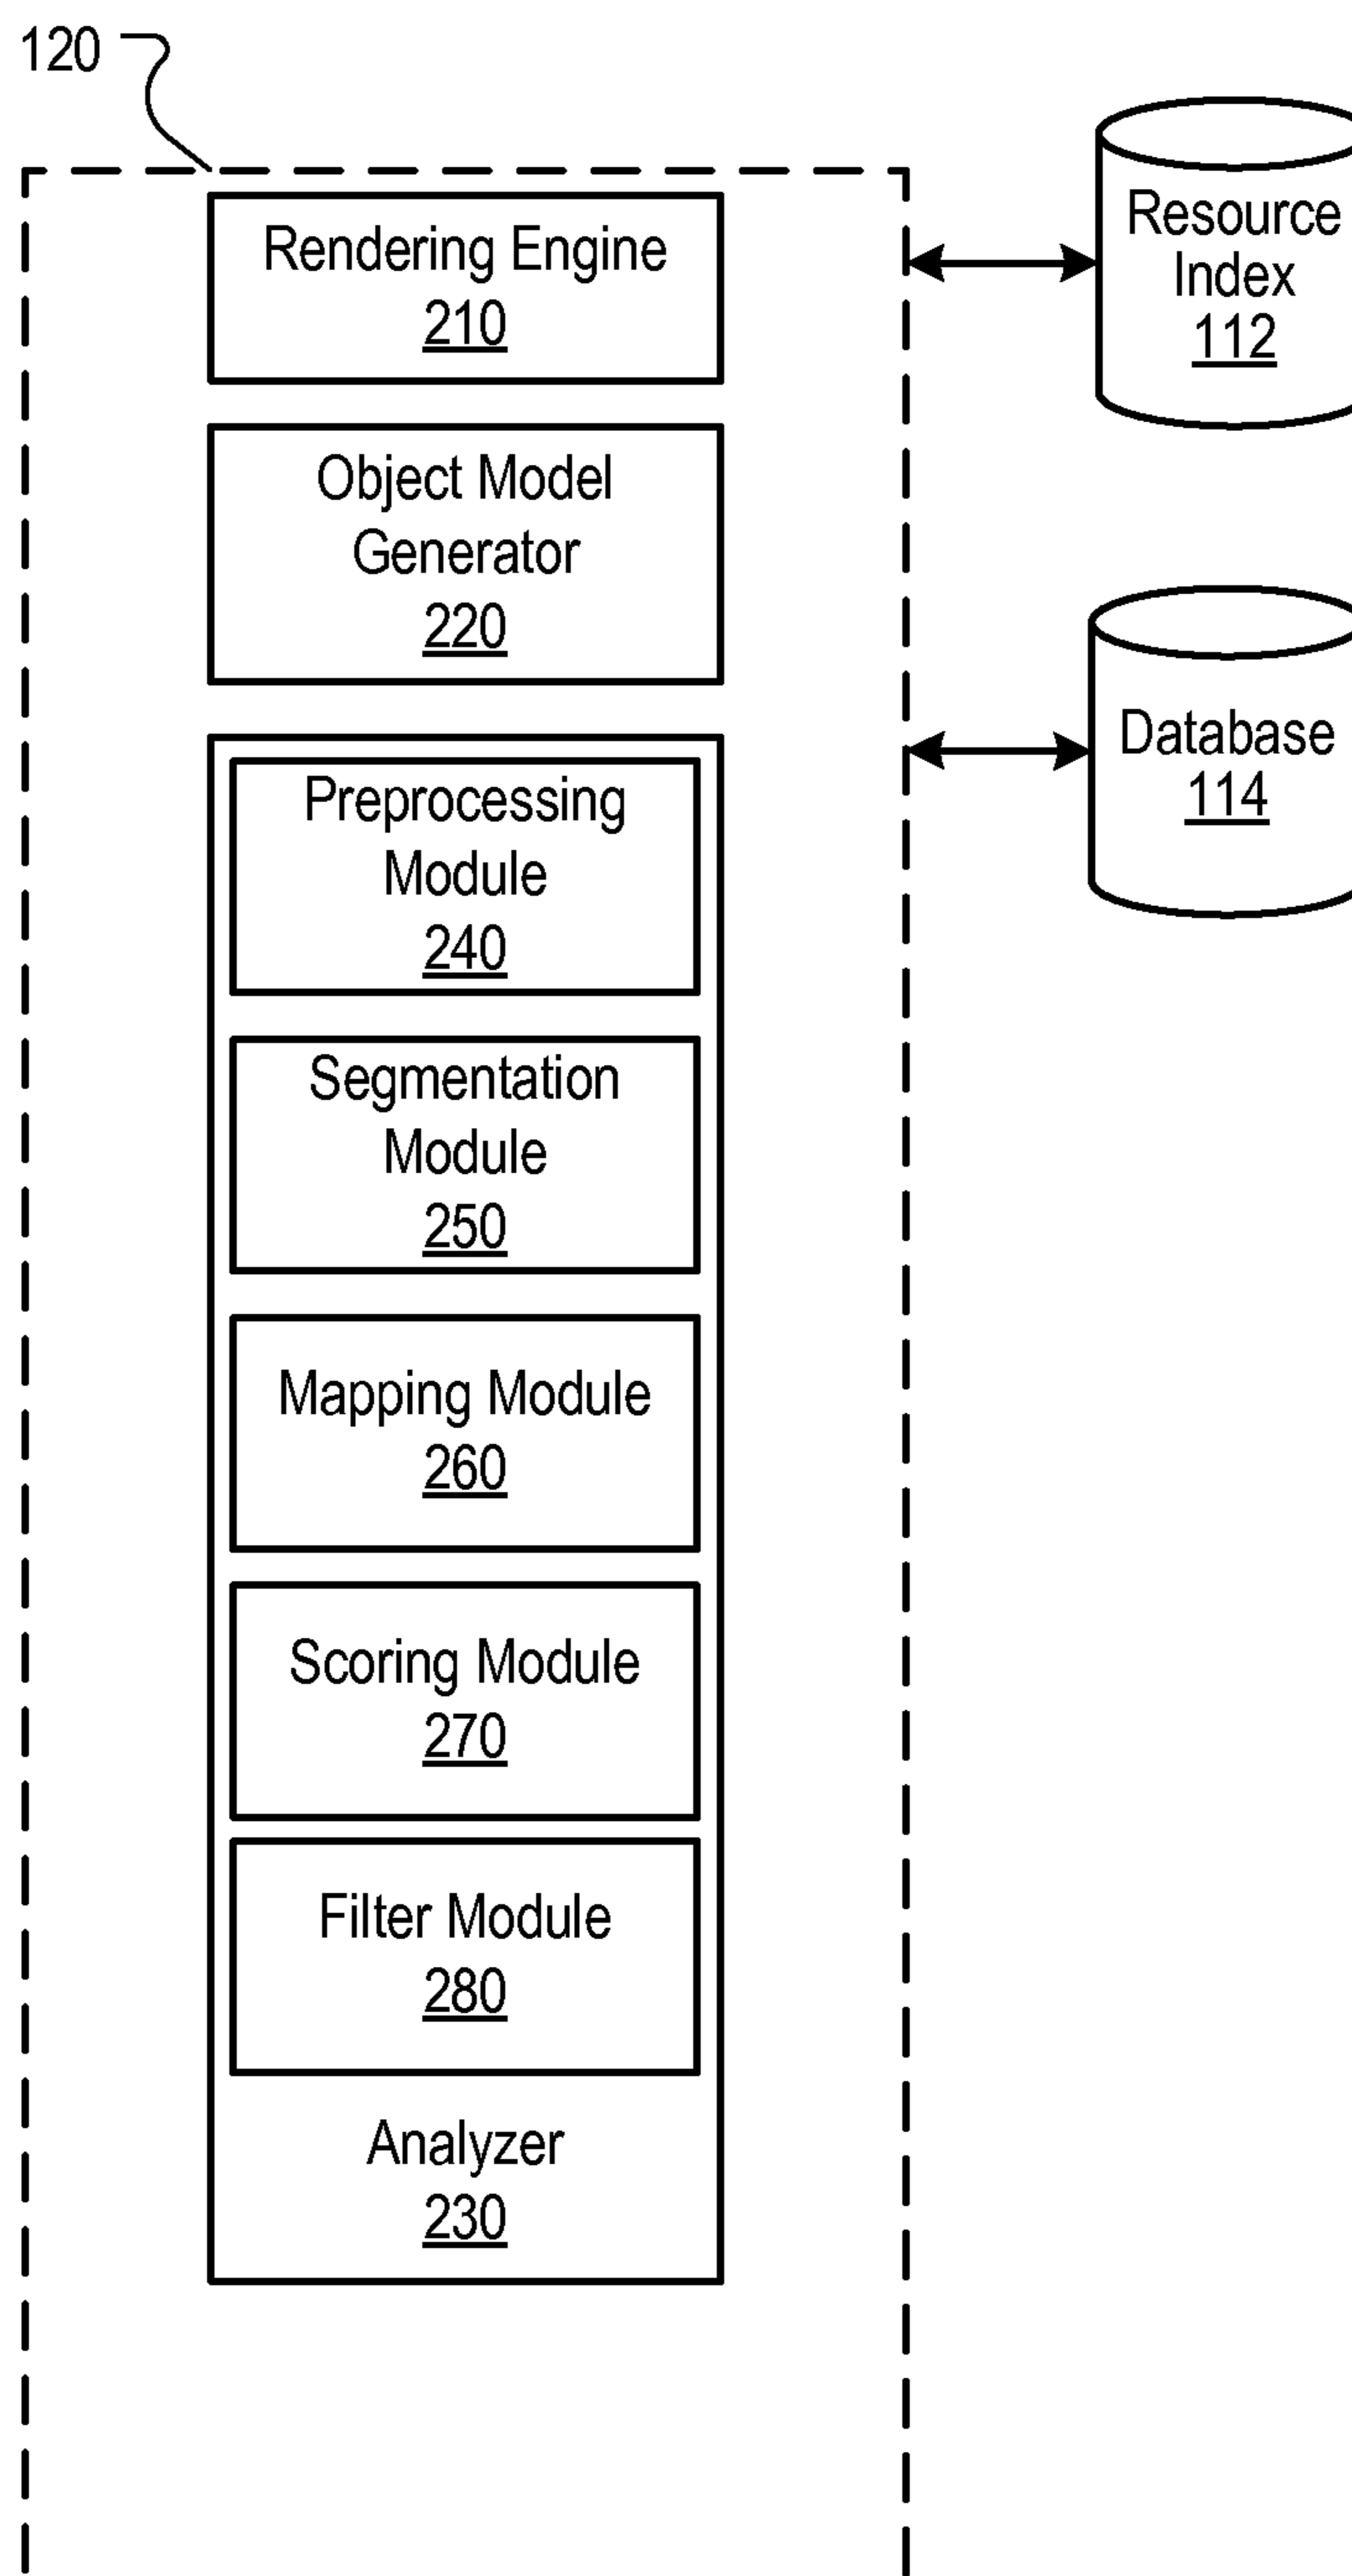 120
Rendering Engine
210
Object Model
Generator
220
Preprocessing
Module
240
Segmentation
Module
250
Mapping Module
260
Scoring Module
270
Filter Module
280
Analyzer
230
Resource
Index
112
Database
114